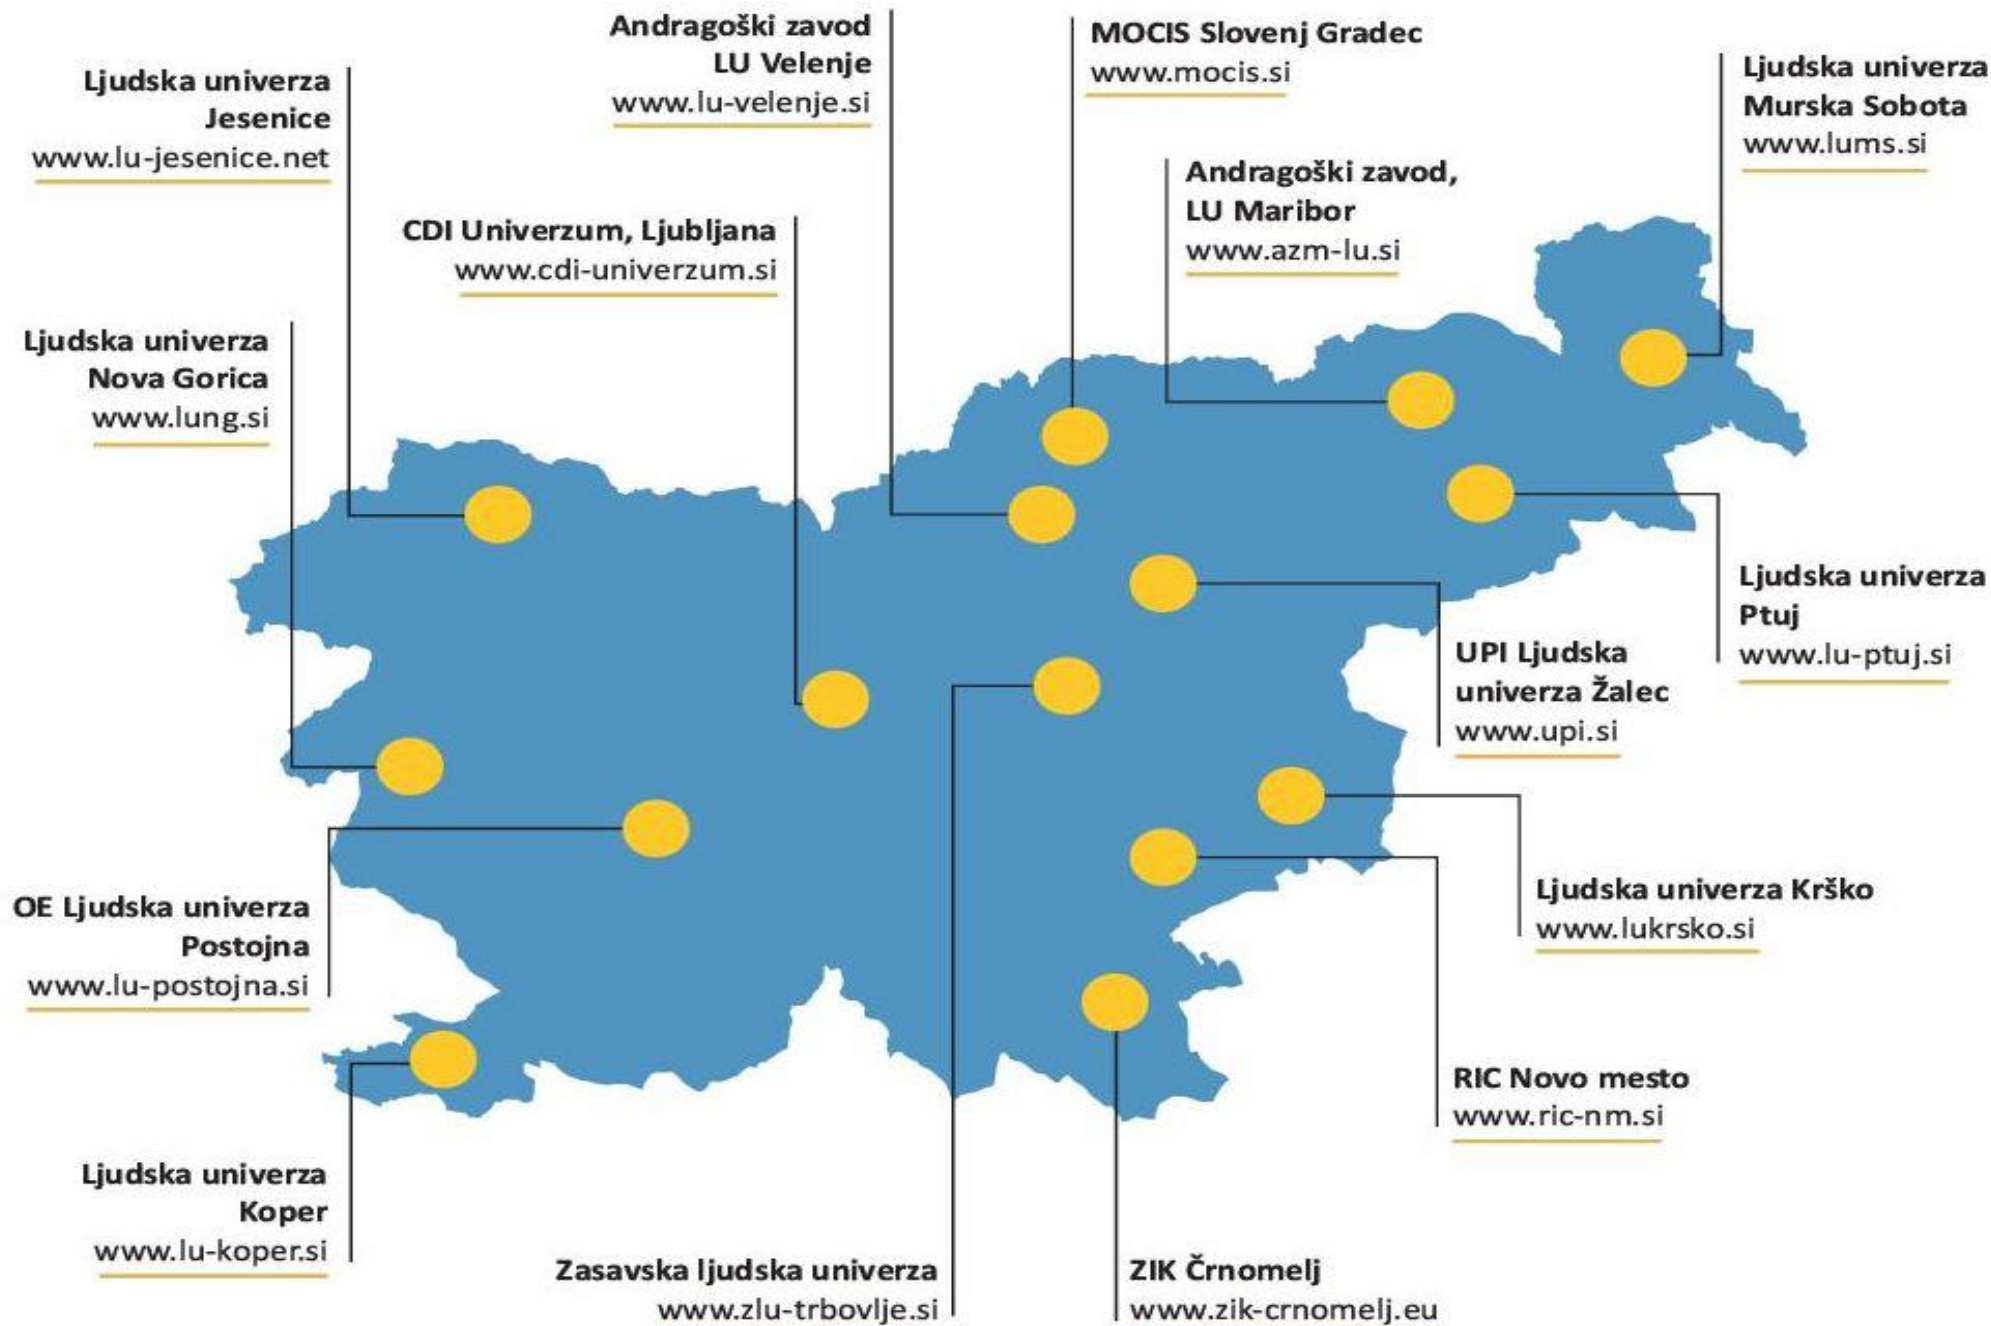 Andragoški zavod
LU Velenje
www.lu-velenje.si
MOCIS Slovenj Gradec
www.mocis.si
Ljudska univerza
Jesenice
www.lu-jesenice.net
Ljudska univerza
Murska Sobota
www.lums.si
Andragoški zavod,
LU Maribor
www.azm-lu.si
CDI Univerzum, Ljubljana
www.cdi-univerzum.si
Ljudska univerza
Nova Gorica
www.lung.si
Ljudska univerza
Ptuj
www.lu-ptuj.si
UPI Ljudska
univerza Žalec
www.upi.si
Ljudska univerza Krško
www.lukrsko.si
OE Ljudska univerza
Postojna
www.lu-postojna.si
RIC Novo mesto
www.ric-nm.si
Ljudska univerza
Koper
www.lu-koper.si
Zasavska ljudska univerza
www.zlu-trbovlje.si
ZIK Črnomelj
www.zik-crnomelj.eu